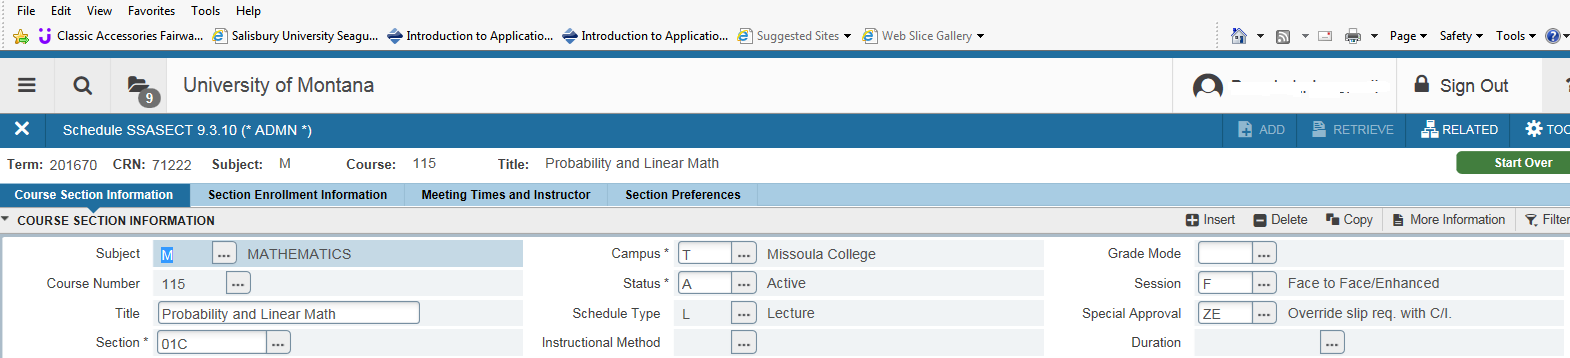 File Edit View Favorites Tools Help
Classic Accessories Fairwa... Salisbury University Seagu... Introduction to Applicatio... Introduction to Applicatio... Suggested Sites Web Slice Gallery Page Safety Tools ?
9 University of Montana Sign Out ?
Schedule SSASECT 9.3.10 (* ADMN *) ADD RETRIEVE RELATED TOO
Term: 201670 CRN: 71222 Subject: M Course: 115 Title: Probability and Linear Math Start Over
Course Section Information Section Enrollment Information Meeting Times and Instructor Section Preferences
COURSE SECTION INFORMATION Insert Delete Copy More Information Filter
Subject M ... MATHEMATICS Campus * T ... Missoula College Grade Mode ...
Course Number 115 ... Status * A ... Active Session F ... Face to Face/Enhanced
Title Probability and Linear Math Schedule Type L ... Lecture Special Approval ZE ... Override slip req. with C/I.
Section * 01C ... Instructional Method ... Duration ...